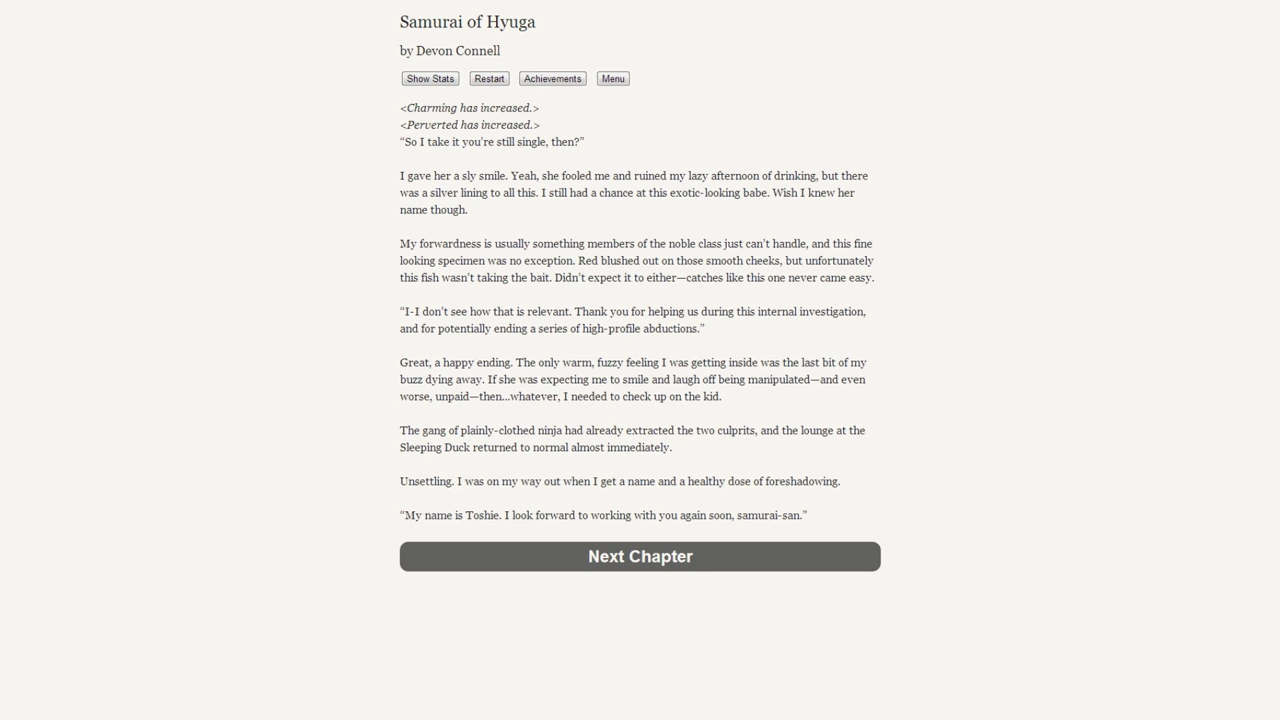 Samurai of Hyuga
by Devon Connell
Show Stats Restart Achievements Menu
<Charming has increased.>
<Perverted has increased.>
“So I take it you’re still single, then?”
I gave her a sly smile. Yeah, she fooled me and ruined my lazy afternoon of drinking, but there
was a silver lining to all this. I still had a chance at this exotic-looking babe. Wish I knew her
name though.
My forwardness is usually something members of the noble class just can’t handle, and this fine
looking specimen was no exception. Red blushed out on those smooth cheeks, but unfortunately
this fish wasn’t taking the bait. Didn’t expect it to either—catches like this one never came easy.
“I-I don’t see how that is relevant. Thank you for helping us during this internal investigation,
and for potentially ending a series of high-profile abductions.”
Great, a happy ending. The only warm, fuzzy feeling I was getting inside was the last bit of my
buzz dying away. If she was expecting me to smile and laugh off being manipulated—and even
worse, unpaid—then...whatever, I needed to check up on the kid.
The gang of plainly-clothed ninja had already extracted the two culprits, and the lounge at the
Sleeping Duck returned to normal almost immediately.
Unsettling. I was on my way out when I get a name and a healthy dose of foreshadowing.
“My name is Toshie. I look forward to working with you again soon, samurai-san.”
Next Chapter